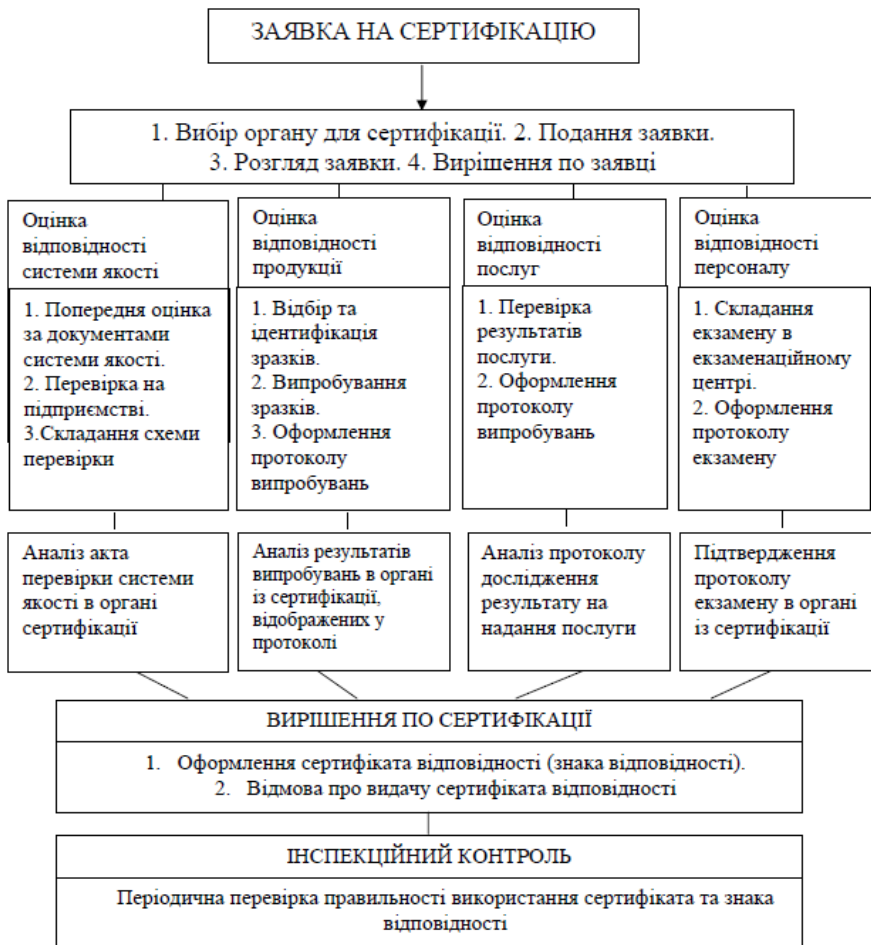 ЗАЯВКА НА СЕРТИФІКАЦІЮ
1. Вибір органу для сертифікації. 2. Подання заявки.
3. Розгляд заявки. 4. Вирішення по заявці
Оцінка
відповідності
системи якості
1. Попередня оцінка
за документами
системи якості.
2. Перевірка на
підприємстві.
3.Складання схеми
перевірки
Аналіз акта
перевірки системи
якості в органі
сертифікації
Оцінка
відповідності
продукції
1. Відбір та
ідентифікація
зразків.
2. Випробування
зразків.
3. Оформлення
протоколу
випробувань
Аналіз результатів
випробувань в органі
із сертифікації,
відображених у
протоколі
Оцінка
відповідності
послуг
1. Перевірка
результатів
послуги.
2. Оформлення
протоколу
випробувань
Аналіз протоколу
дослідження
результату на
надання послуги
Оцінка
відповідності
персоналу
1. Складання
екзамену в
екзаменаційному
центрі.
2. Оформлення
протоколу
екзамену
Підтвердження
протоколу
екзамену в органі
із сертифікації
ВИРІШЕННЯ ПО СЕРТИФІКАЦІЇ
1. Оформлення сертифіката відповідності (знака відповідності).
2. Відмова про видачу сертифіката відповідності
ІНСПЕКЦІЙНИЙ КОНТРОЛЬ
Періодична перевірка правильності використання сертифіката та знака
відповідності